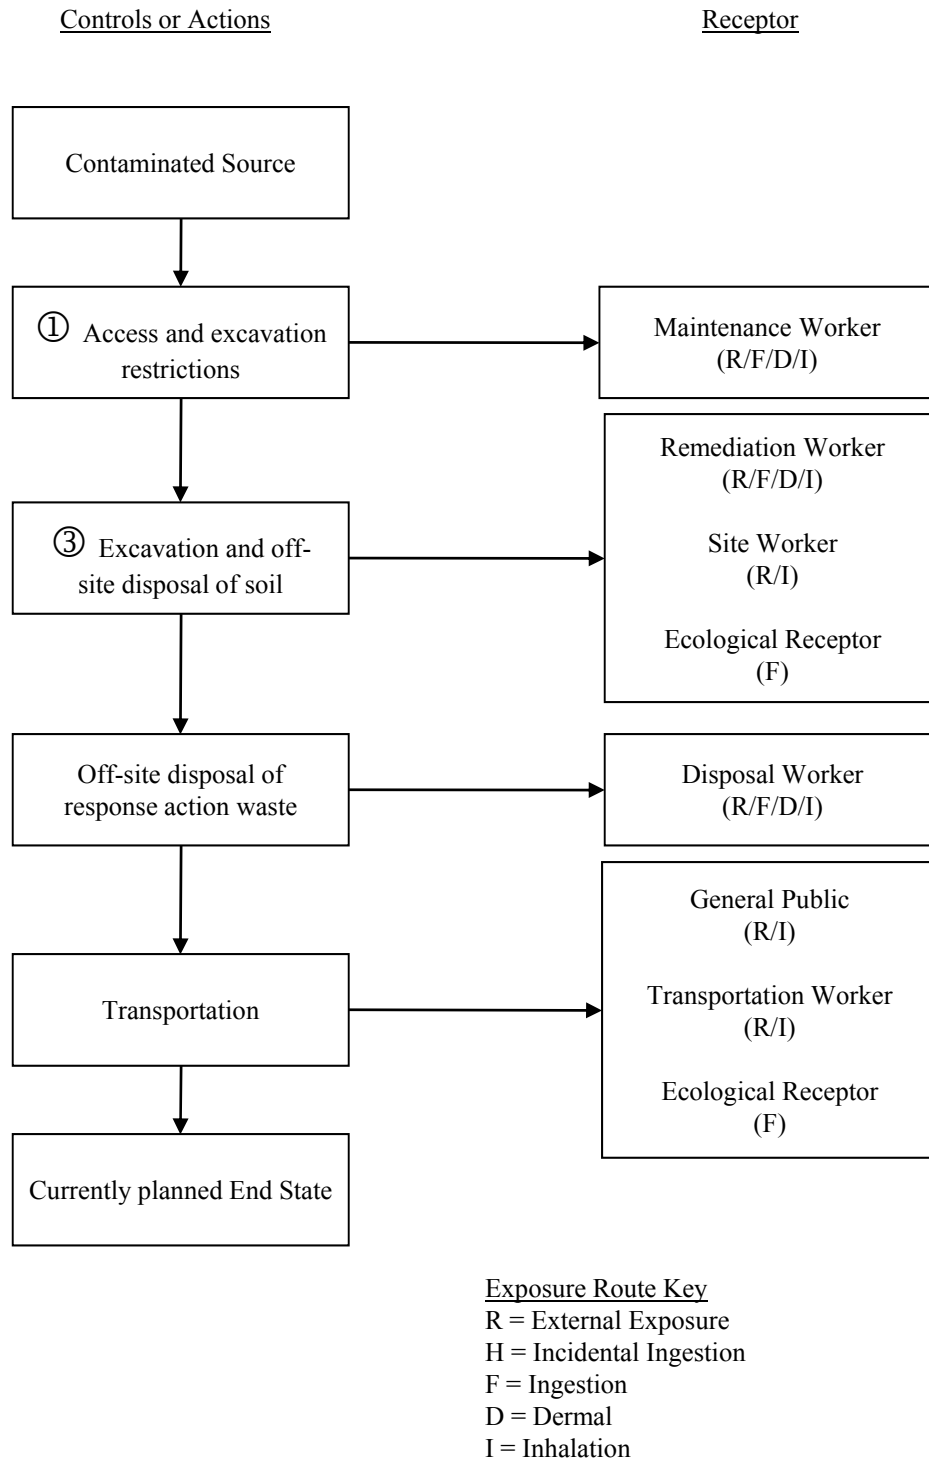 Controls or Actions
Receptor
Contaminated Source
① Access and excavation
restrictions
Maintenance Worker
(R/F/D/I)
Remediation Worker
(R/F/D/I)
Site Worker
(R/I)
Ecological Receptor
(F)
③ Excavation and off-
site disposal of soil
Off-site disposal of
response action waste
Disposal Worker
(R/F/D/I)
General Public
(R/I)
Transportation Worker
(R/I)
Ecological Receptor
(F)
Transportation
Currently planned End State
Exposure Route Key
R = External Exposure
H = Incidental Ingestion
F = Ingestion
D = Dermal
I = Inhalation